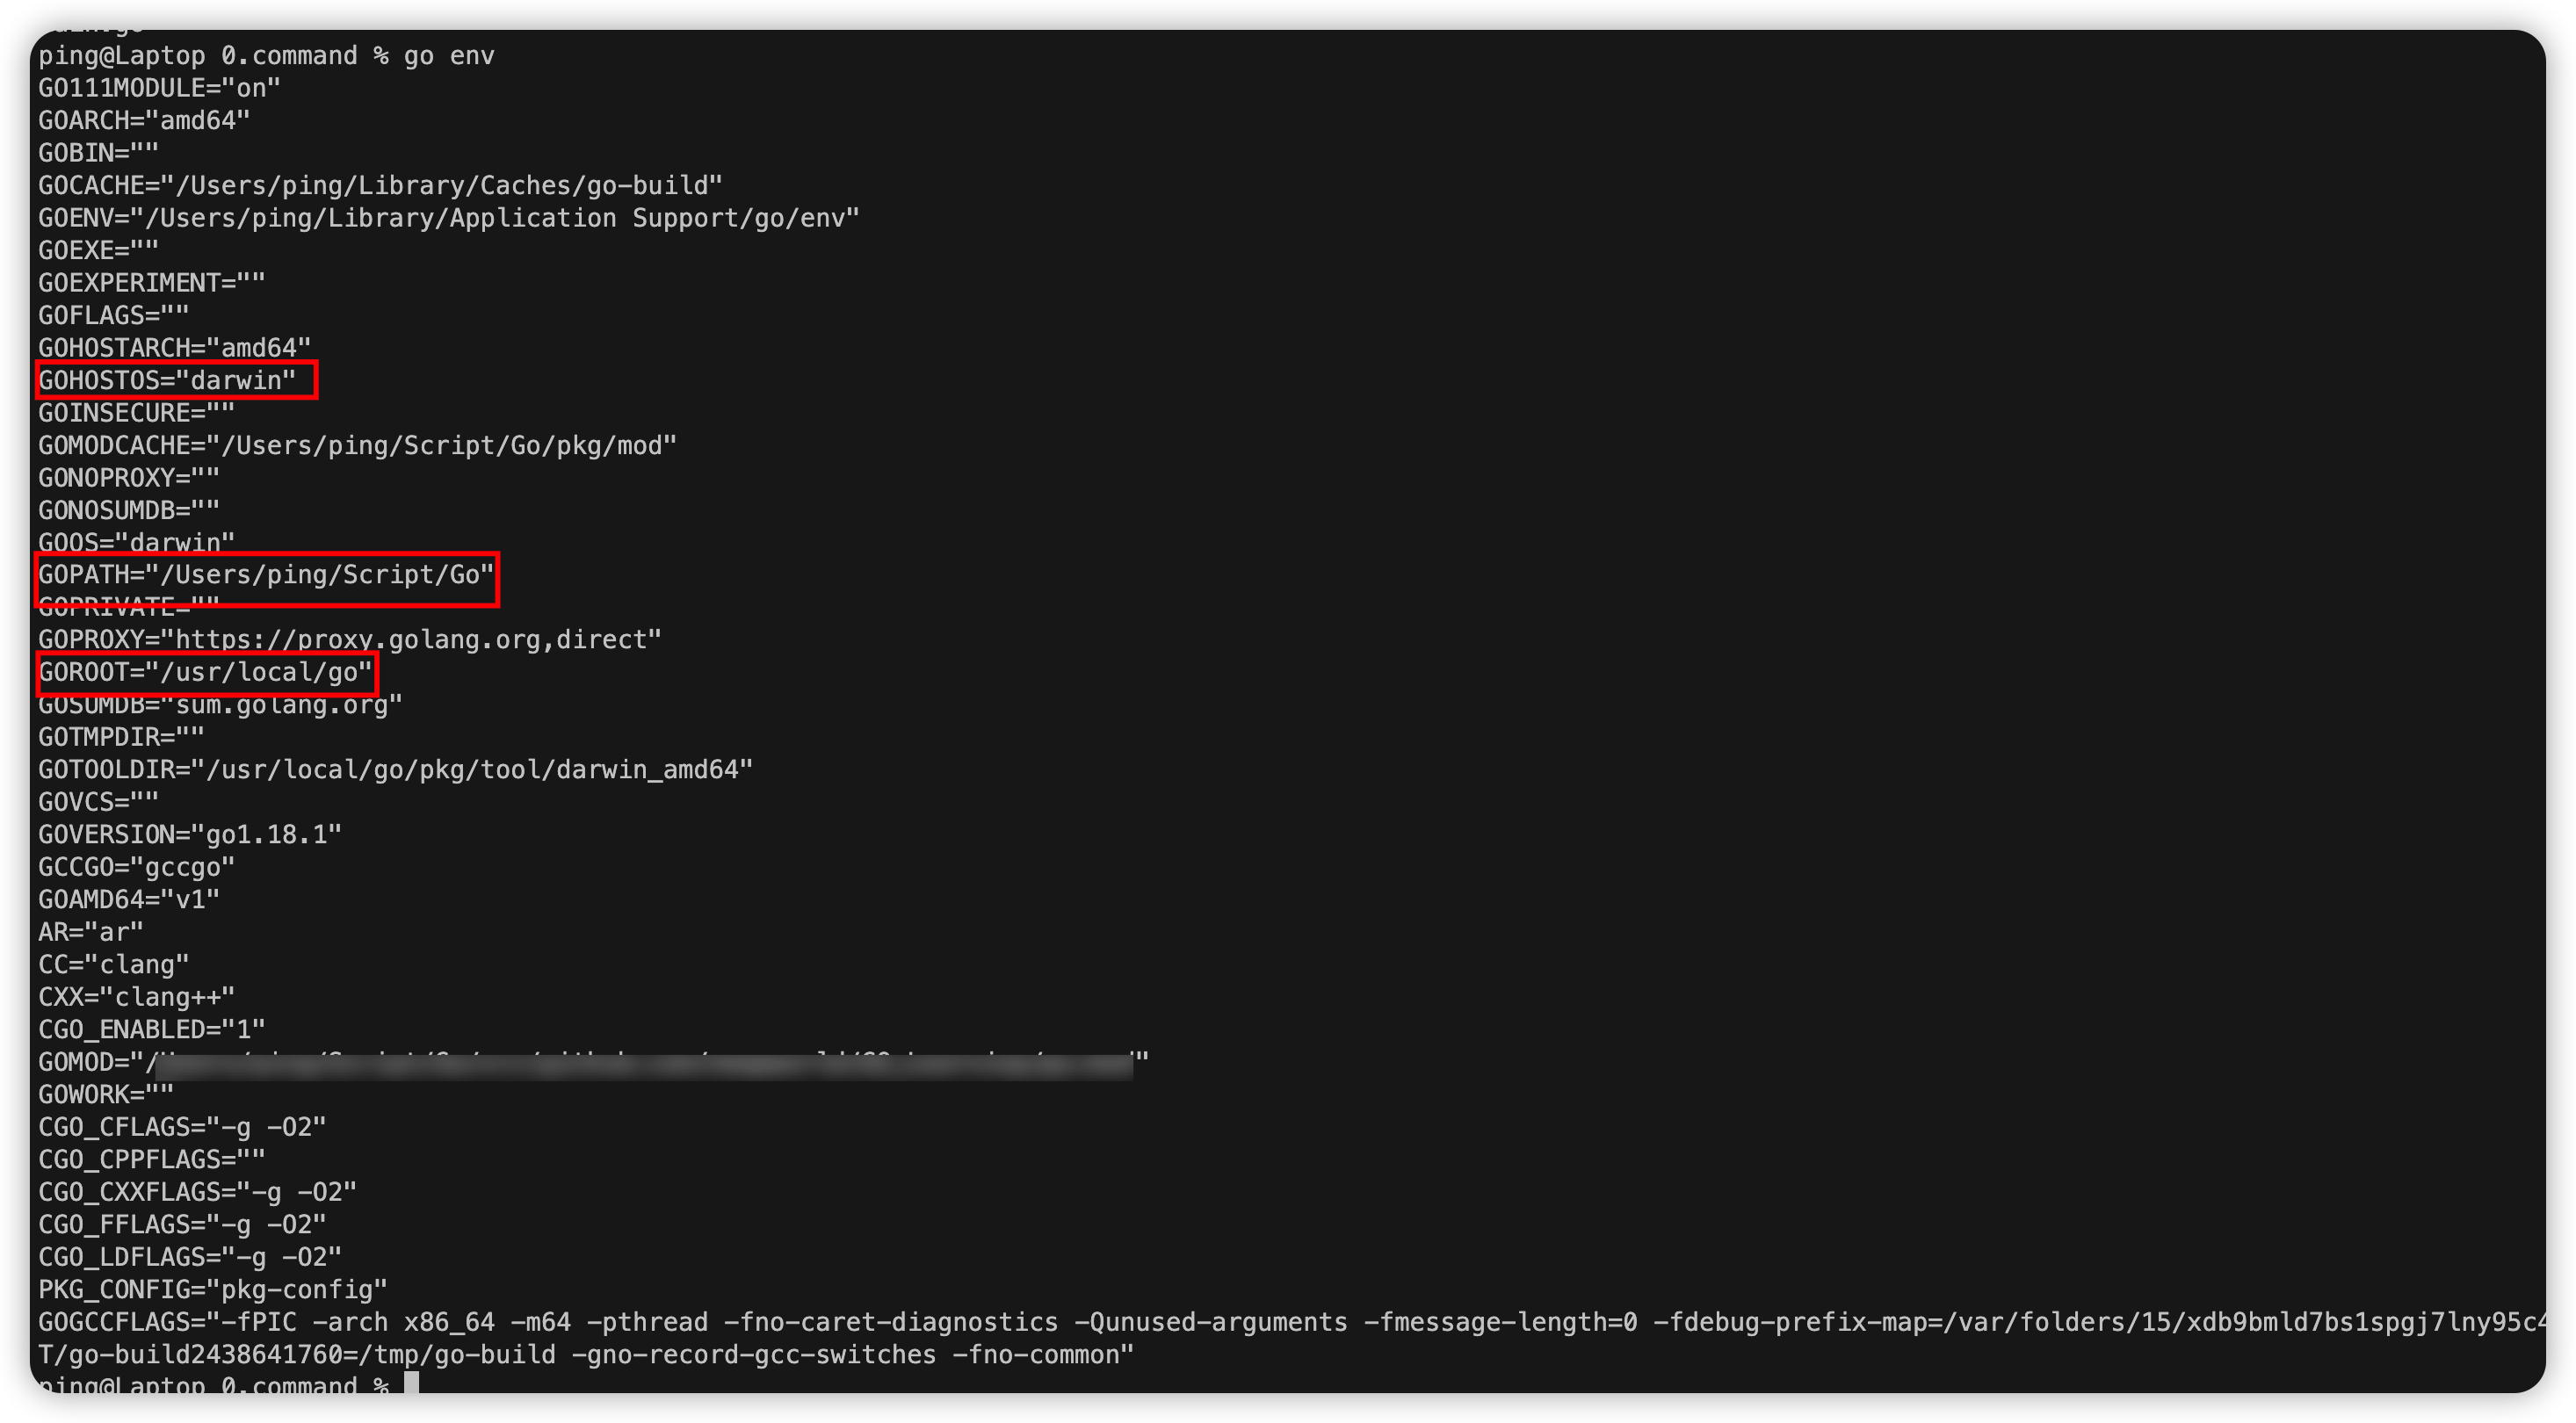 ping@Laptop 0.command % go env
GO111MODULE="on"
GOARCH="amd64"
GOBIN=""
GOCACHE="/Users/ping/Library/Caches/go-build"
GOENV="/Users/ping/Library/Application Support/go/env"
GOEXE=""
GOEXPERIMENT=""
GOFLAGS=""
GOHOSTARCH="amd64"
GOHOSTOS="darwin"
GOINSECURE=""
GOMODCACHE="/Users/ping/Script/Go/pkg/mod"
GONOPROXY=""
GONOSUMDB=""
GOOS="darwin"
GOPATH="/Users/ping/Script/Go"
GOPRIVATE=""
GOPROXY="https://proxy.golang.org,direct"
GOROOT="/usr/local/go"
GOSUMDB="sum.golang.org"
GOTMPDIR=""
GOTOOLDIR="/usr/local/go/pkg/tool/darwin_amd64"
GOVCS=""
GOVERSION="go1.18.1"
GCCGO="gccgo"
GOAMD64="v1"
AR="ar"
CC="clang"
CXX="clang++"
CGO_ENABLED="1"
GOMOD="/ "
GOWORK=""
CGO_CFLAGS="-g -O2"
CGO_CPPFLAGS=""
CGO_CXXFLAGS="-g -O2"
CGO_FFLAGS="-g -O2"
CGO_LDFLAGS="-g -O2"
PKG_CONFIG="pkg-config"
GOGCCFLAGS="-fPIC -arch x86_64 -m64 -pthread -fno-caret-diagnostics -Qunused-arguments -fmessage-length=0 -fdebug-prefix-map=/var/folders/15/xdb9bmld7bs1spgj7lny95c4
T/go-build2438641760=/tmp/go-build -gno-record-gcc-switches -fno-common"
ping@Laptop 0.command %